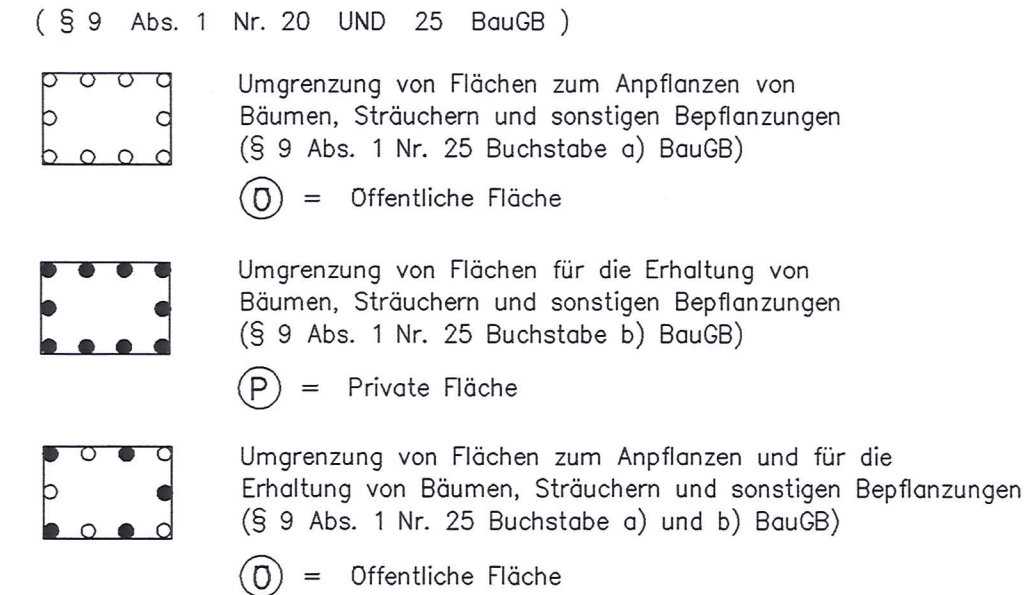 ( § 9 Abs. 1 Nr. 20 UND 25 BauGB )
Umgrenzung von Flächen zum Anpflanzen von
Bäumen, Sträuchern und sonstigen Bepflanzungen
(§ 9 Abs. 1 Nr. 25 Buchstabe a) BauGB)
Ö = Öffentliche Fläche
Umgrenzung von Flächen für die Erhaltung von
Bäumen, Sträuchern und sonstigen Bepflanzungen
(§ 9 Abs. 1 Nr. 25 Buchstabe b) BauGB)
P = Private Fläche
Umgrenzung von Flächen zum Anpflanzen und für die
Erhaltung von Bäumen, Sträuchern und sonstigen Bepflanzungen
(§ 9 Abs. 1 Nr. 25 Buchstabe a) und b) BauGB)
Ö = Öffentliche Fläche